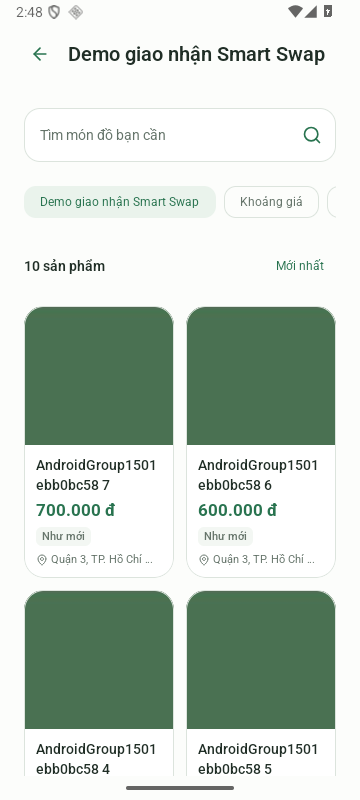 2:48
Demo giao nhận Smart Swap
Tìm món đồ bạn cần
Demo giao nhận Smart Swap
Khoảng giá
10 sản phẩm
Mới nhất
AndroidGroup1501
ebb0bc58 7
700.000 đ
Như mới
Quận 3, TP. Hồ Chí ...
AndroidGroup1501
ebb0bc58 6
600.000 đ
Như mới
Quận 3, TP. Hồ Chí ...
AndroidGroup1501
ebb0bc58 4
AndroidGroup1501
ebb0bc58 5